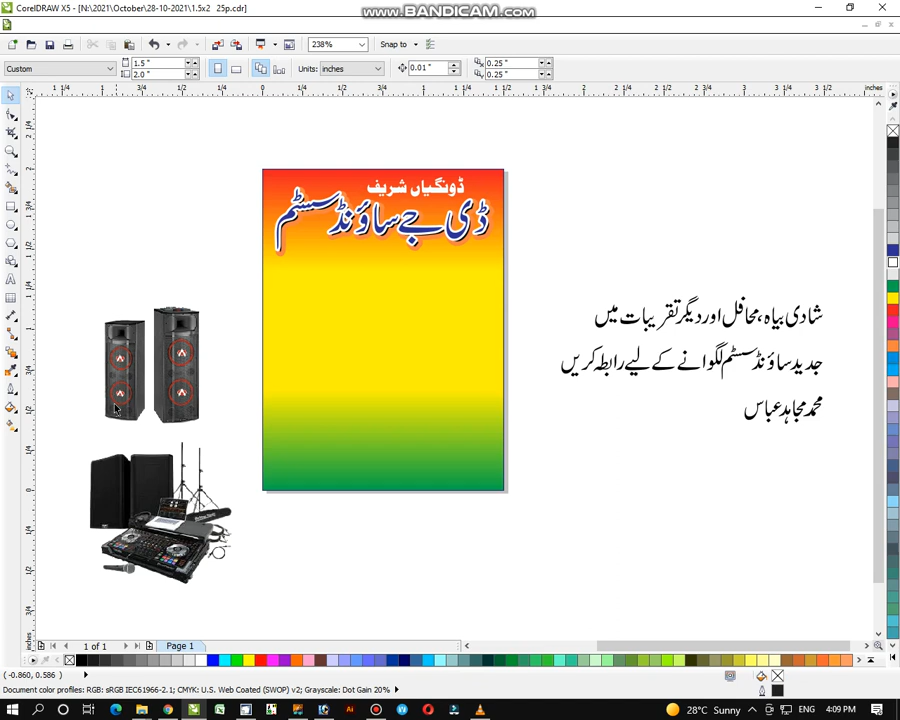 CorelDRAW X5 - [N:\2021\October\28-10-2021\1.5x2 25p.cdr]
www.BANDICAM.com
238%
Snap to
Custom
1.5 "
2.0 "
Units: inches
0.01 "
0.25 "
0.25 "
inches
ڈونگیاں شریف
ڈی جے ساؤنڈ سسٹم
شادی بیاہ، محافل اور دیگر تقریبات میں
جدید ساؤنڈ سسٹم لگوانے کے لیے رابطہ کریں
محمد مجاہد عباس
1 of 1
Page 1
( -0.860, 0.586 )
Document color profiles: RGB: sRGB IEC61966-2.1; CMYK: U.S. Web Coated (SWOP) v2; Grayscale: Dot Gain 20%
28°C Sunny
4:09 PM